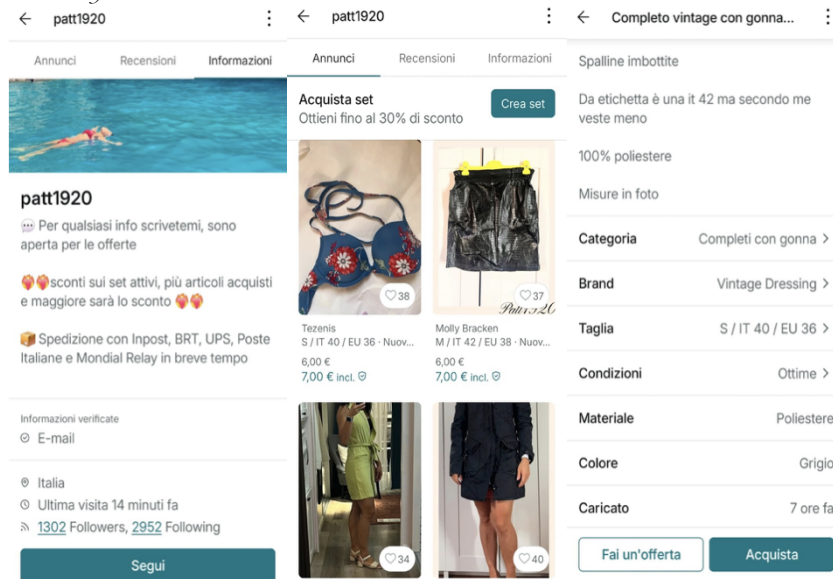 patt1920
Annunci
Recensioni
Informazioni
patt1920
💬 Per qualsiasi info scrivetemi, sono
aperta per le offerte
❤️‍🔥❤️‍🔥sconti sui set attivi, più articoli acquisti
e maggiore sarà lo sconto ❤️‍🔥❤️‍🔥
📦 Spedizione con Inpost, BRT, UPS, Poste
Italiane e Mondial Relay in breve tempo
Informazioni verificate
E-mail
Italia
Ultima visita 14 minuti fa
1302 Followers, 2952 Following
Segui
patt1920
Annunci
Recensioni
Informazioni
Acquista set
Ottieni fino al 30% di sconto
Crea set
38
Tezenis
S / IT 40 / EU 36 · Nuov...
6,00 €
7,00 € incl.
37
Patt1920
Molly Bracken
M / IT 42 / EU 38 · Nuov...
6,00 €
7,00 € incl.
34
40
Completo vintage con gonna...
Spalline imbottite
Da etichetta è una it 42 ma secondo me
veste meno
100% poliestere
Misure in foto
Categoria
Completi con gonna
Brand
Vintage Dressing
Taglia
S / IT 40 / EU 36
Condizioni
Ottime
Materiale
Poliestere
Colore
Grigio
Caricato
7 ore fa
Fai un'offerta
Acquista